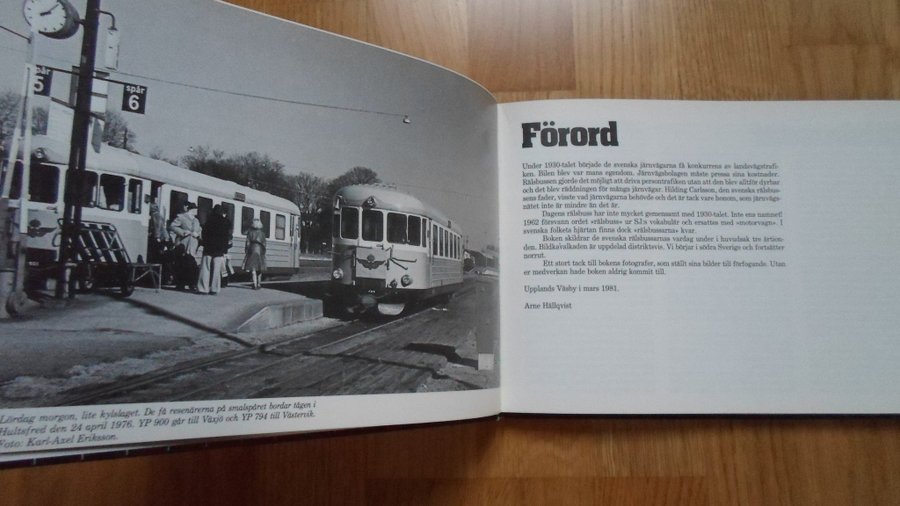 spår
5
spår
6
Lördag morgon, lite kylslaget. De få resenärerna på smalspåret bordar tågen i
Hultsfred den 24 april 1976. YP 900 går till Växjö och YP 794 till Västervik.
Foto: Karl-Axel Eriksson.
Förord
Under 1930-talet började de svenska järnvägarna få konkurrens av landsvägstrafi-
ken. Bilen blev var mans egendom. Järnvägsbolagen måste pressa sina kostnader.
Rälsbussen gjorde det möjligt att driva persontrafiken utan att den blev alltför dyrbar
och det blev räddningen för många järnvägar. Hilding Carlsson, den svenska rälsbus-
sens fader, visste vad järnvägarna behövde och det är tack vare honom, som järnvägs-
nätet inte är mindre än det är.
Dagens rälsbuss har inte mycket gemensamt med 1930-talet. Inte ens namnet!
1962 försvann ordet «rälsbuss» ur SJ:s vokabulär och ersattes med «motorvagn». I
svenska folkets hjärtan finns dock «rälsbussarna» kvar.
Boken skildrar de svenska rälsbussarnas vardag under i huvudsak tre årtion-
den. Bildkavalkaden är uppdelad distriktsvis. Vi börjar i södra Sverige och fortsätter
norrut.
Ett stort tack till bokens fotografer, som ställt sina bilder till förfogande. Utan
er medverkan hade boken aldrig kommit till.
Upplands Väsby i mars 1981.
Arne Hällqvist